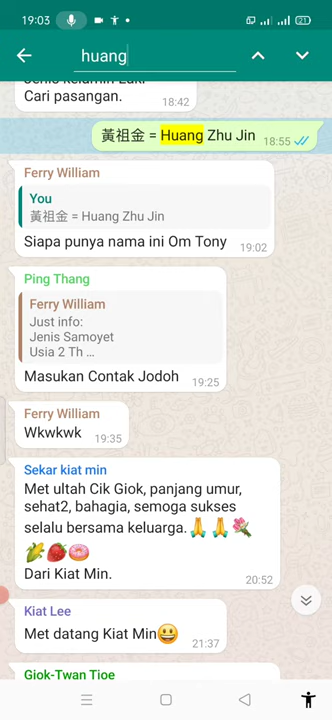 19:03
21
huang
Jenis kelamin Laki
Cari pasangan.
18:42
黃祖金 = Huang Zhu Jin
18:55
Ferry William
You
黃祖金 = Huang Zhu Jin
Siapa punya nama ini Om Tony
19:02
Ping Thang
Ferry William
Just info:
Jenis Samoyet
Usia 2 Th ...
Masukan Contak Jodoh
19:25
Ferry William
Wkwkwk
19:35
Sekar kiat min
Met ultah Cik Giok, panjang umur,
sehat2, bahagia, semoga sukses
selalu bersama keluarga.🙏🙏💐
🌽🍓🍩
Dari Kiat Min.
20:52
Kiat Lee
Met datang Kiat Min😃
21:37
Giok-Twan Tioe